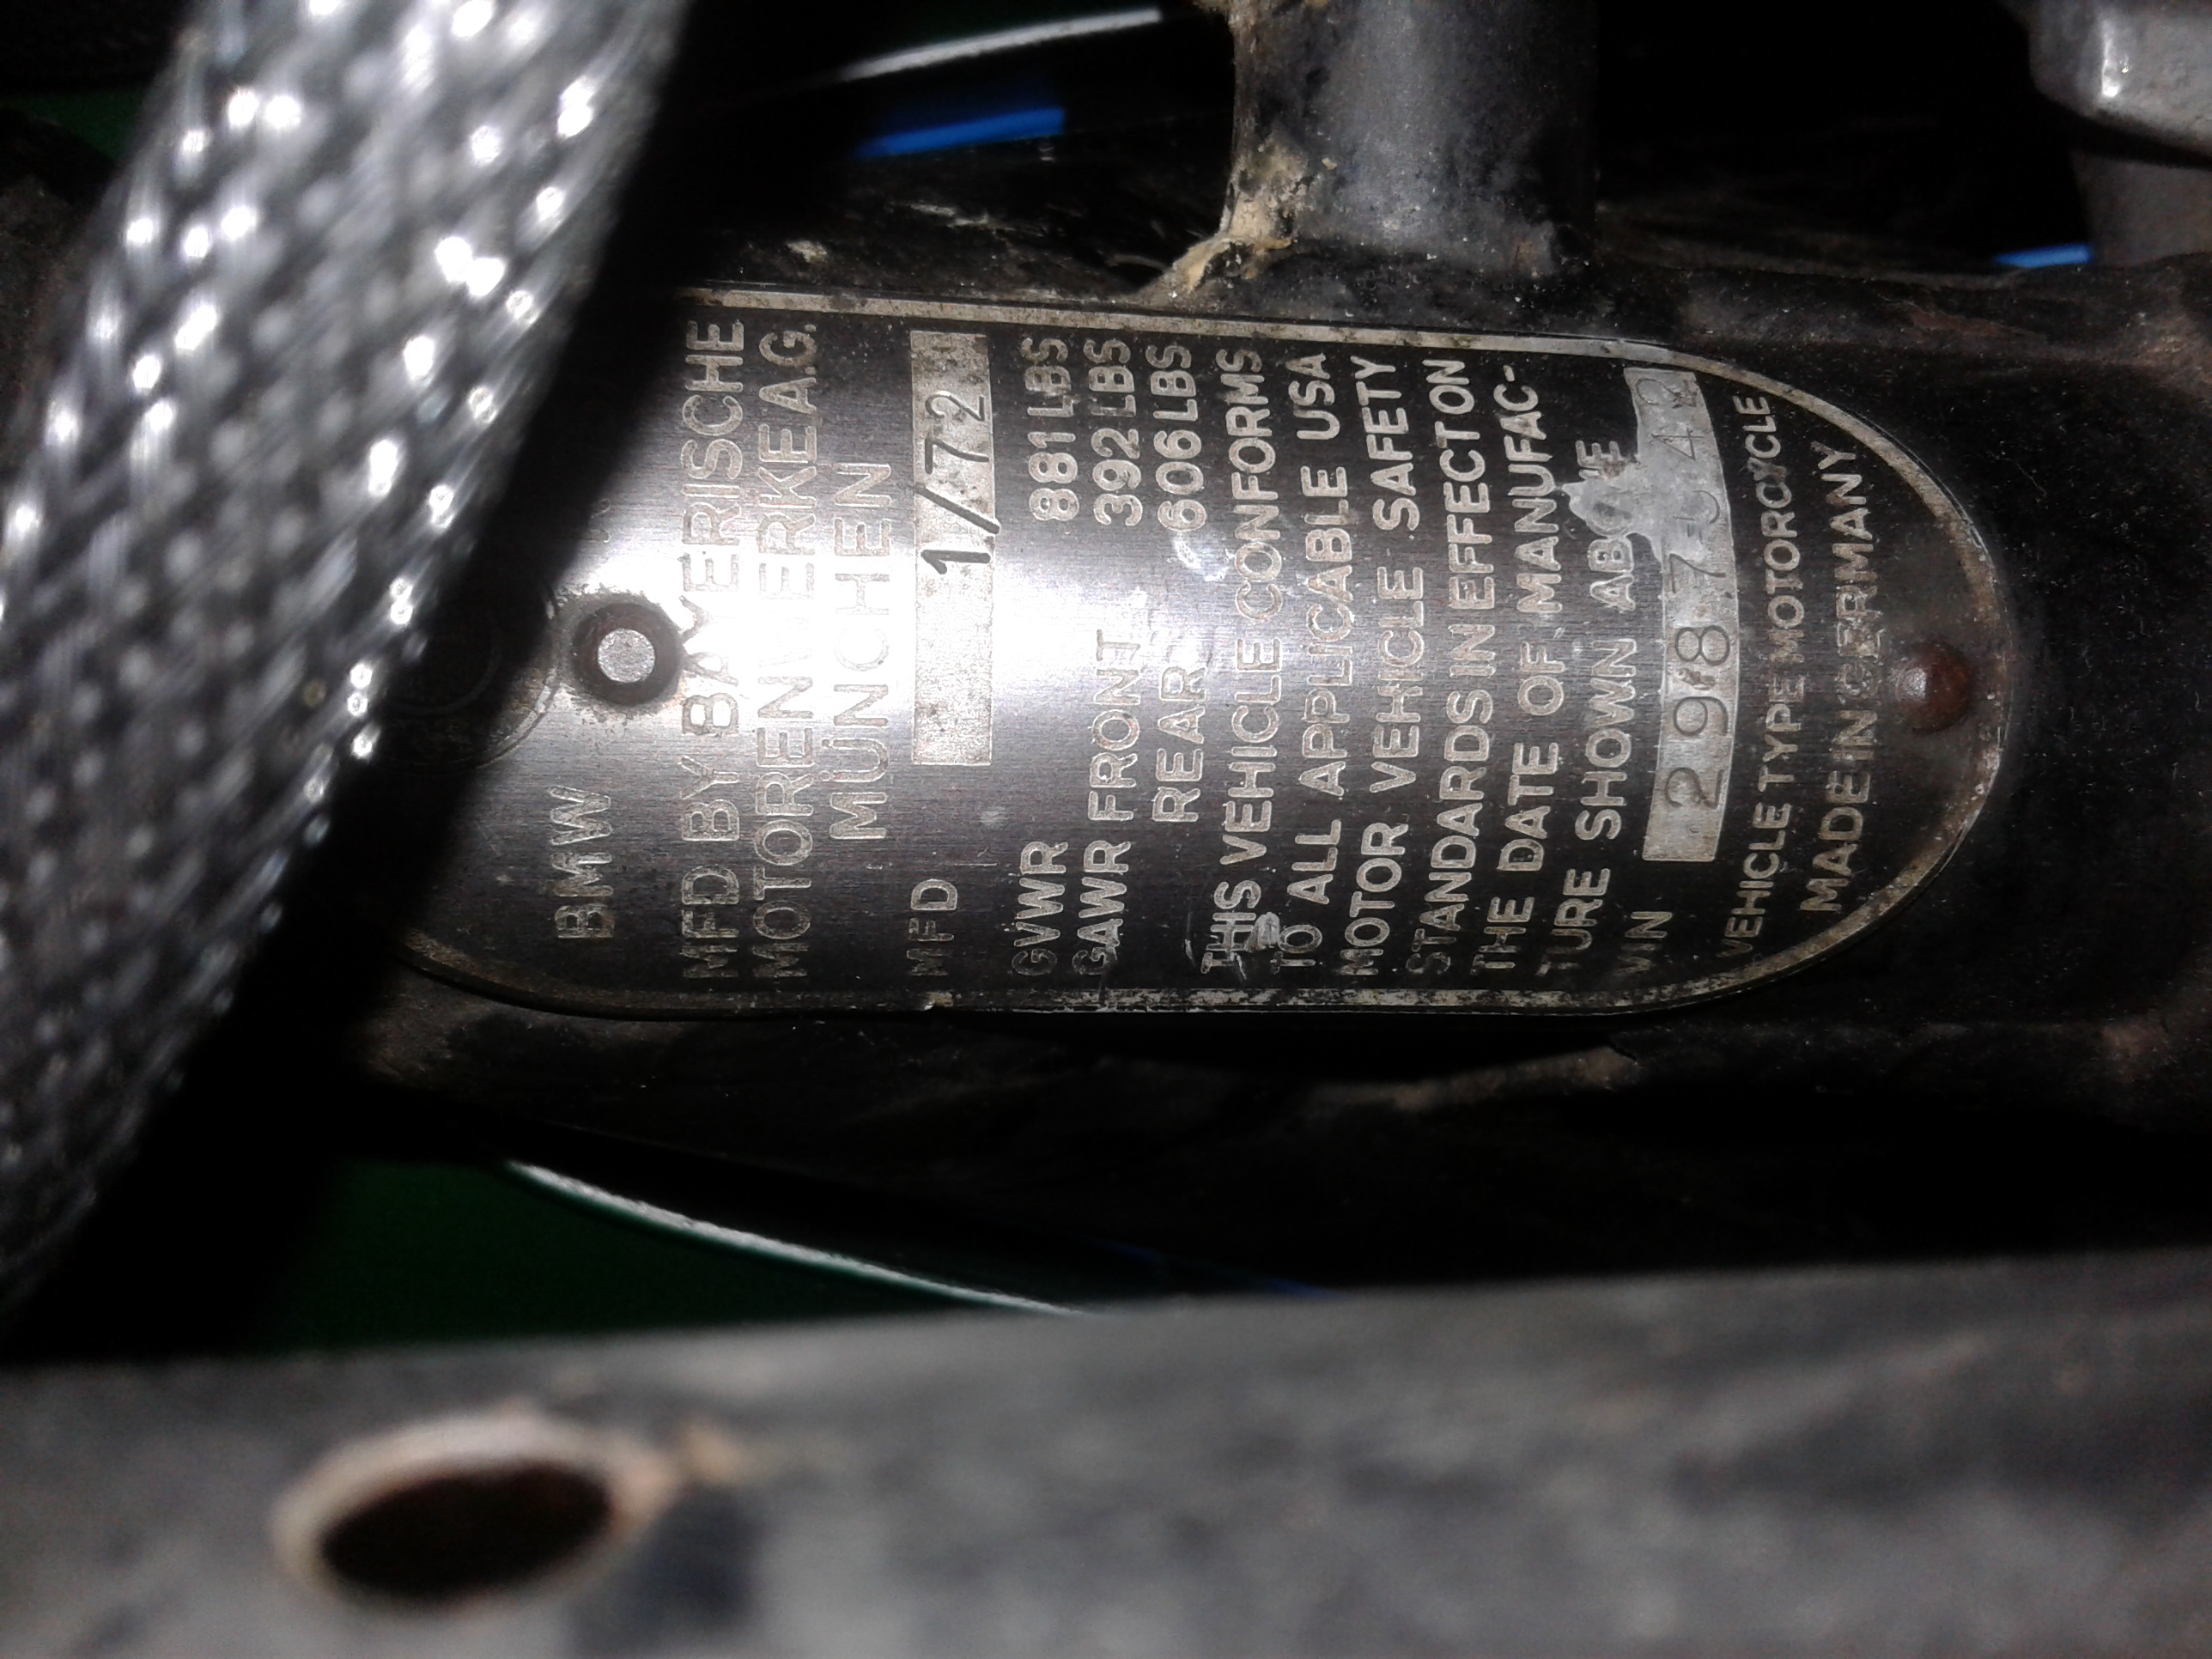 BMW
MFD BY BAYERISCHE
MOTORENWERKE A.G.
MÜNCHEN
MFD 1/72
GVWR 881 LBS
GAWR FRONT 392 LBS
REAR 606 LBS
THIS VEHICLE CONFORMS
TO ALL APPLICABLE USA
MOTOR VEHICLE SAFETY
STANDARDS IN EFFECT ON
THE DATE OF MANUFAC-
TURE SHOWN ABOVE
VIN
VEHICLE TYPE MOTORCYCLE
MADE IN GERMANY